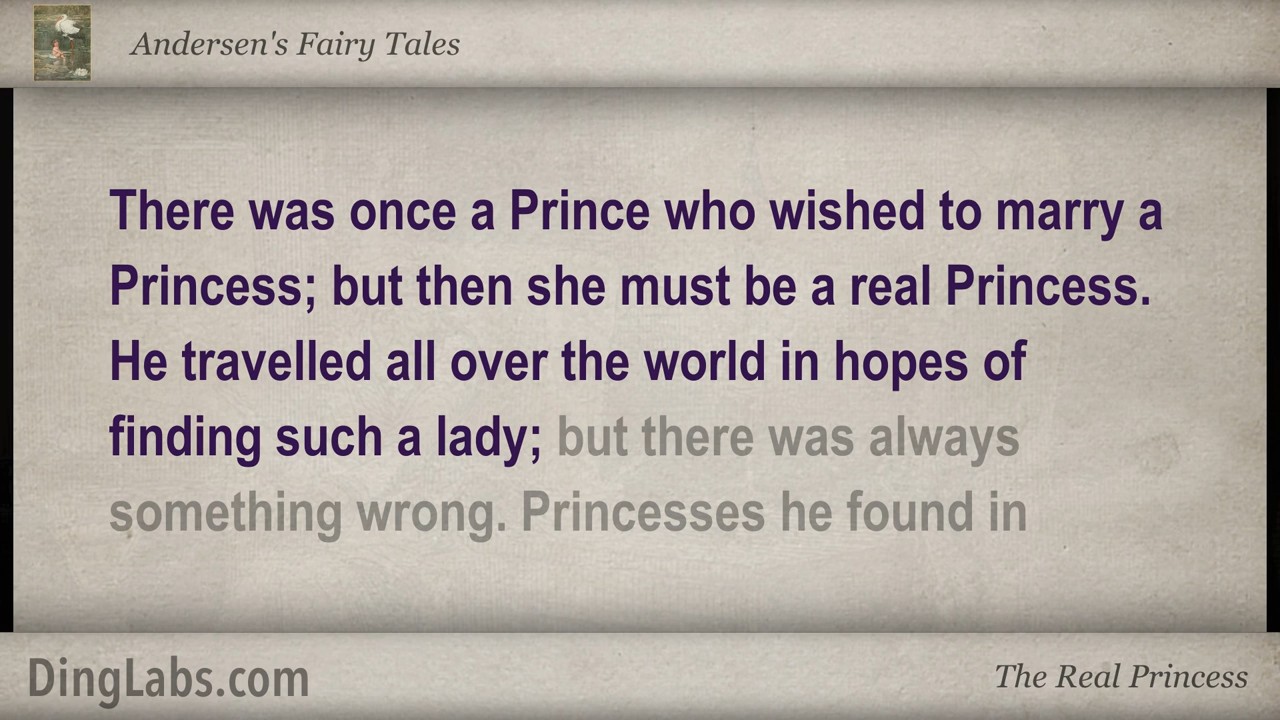 Andersen's Fairy Tales
There was once a Prince who wished to marry a
Princess; but then she must be a real Princess.
He travelled all over the world in hopes of
finding such a lady; but there was always
something wrong. Princesses he found in
DingLabs.com
The Real Princess